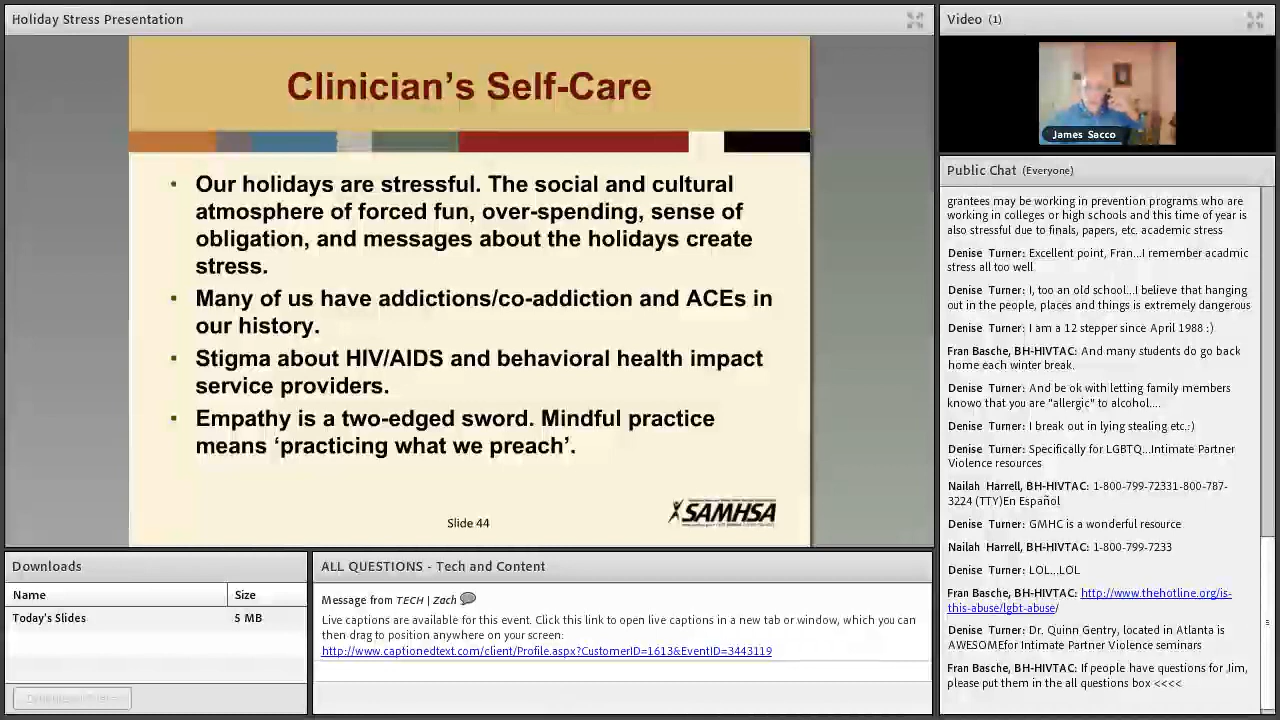 Holiday Stress Presentation
Clinician's Self-Care
• Our holidays are stressful. The social and cultural
atmosphere of forced fun, over-spending, sense of
obligation, and messages about the holidays create
stress.
• Many of us have addictions/co-addiction and ACEs in
our history.
• Stigma about HIV/AIDS and behavioral health impact
service providers.
• Empathy is a two-edged sword. Mindful practice
means 'practicing what we preach'.
Slide 44
SAMHSA
Video (1)
James Sacco
Public Chat (Everyone)
grantees may be working in prevention programs who are
working in colleges or high schools and this time of year is
also stressful due to finals, papers, etc. academic stress
Denise Turner: Excellent point, Fran...I remember acadmic
stress all too well
Denise Turner: I, too an old school...I believe that hanging
out in the people, places and things is extremely dangerous
Denise Turner: I am a 12 stepper since April 1988 :)
Fran Basche, BH-HIVTAC: And many students do go back
home each winter break.
Denise Turner: And be ok with letting family members
knowo that you are "allergic" to alcohol....
Denise Turner: I break out in lying stealing etc.:)
Denise Turner: Specifically for LGBTQ...Intimate Partner
Violence resources
Nailah Harrell, BH-HIVTAC: 1-800-799-72331-800-787-
3224 (TTY)En Español
Denise Turner: GMHC is a wonderful resource
Nailah Harrell, BH-HIVTAC: 1-800-799-7233
Denise Turner: LOL...LOL
Fran Basche, BH-HIVTAC: http://www.thehotline.org/is-
this-abuse/lgbt-abuse/
Denise Turner: Dr. Quinn Gentry, located in Atlanta is
AWESOMEfor Intimate Partner Violence seminars
Fran Basche, BH-HIVTAC: If people have questions for Jim,
please put them in the all questions box <<<<
Downloads
Name Size
Today's Slides 5 MB
ALL QUESTIONS - Tech and Content
Message from TECH | Zach
Live captions are available for this event. Click this link to open live captions in a new tab or window, which you can
then drag to position anywhere on your screen:
http://www.captionedtext.com/client/Profile.aspx?CustomerID=1613&EventID=3443119